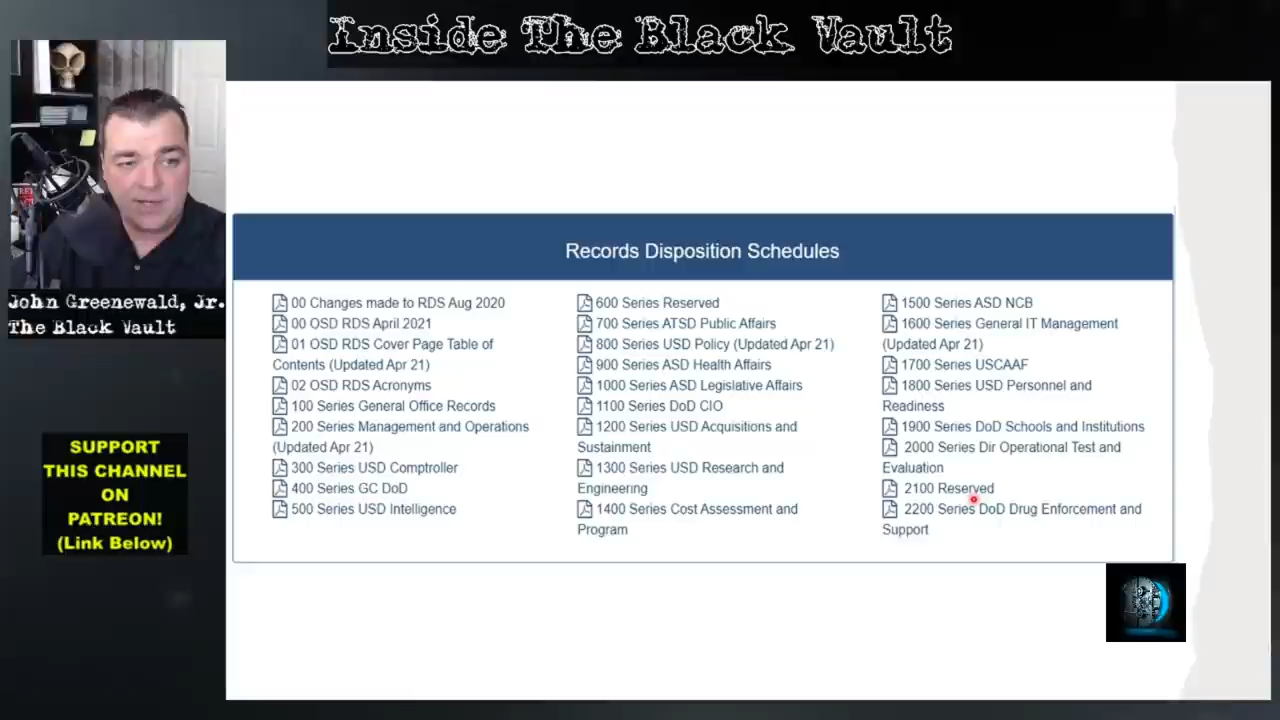 Inside The Black Vault
John Greenewald, Jr.
The Black Vault
SUPPORT
THIS CHANNEL
ON
PATREON!
(Link Below)
Records Disposition Schedules
00 Changes made to RDS Aug 2020
00 OSD RDS April 2021
01 OSD RDS Cover Page Table of
Contents (Updated Apr 21)
02 OSD RDS Acronyms
100 Series General Office Records
200 Series Management and Operations
(Updated Apr 21)
300 Series USD Comptroller
400 Series GC DoD
500 Series USD Intelligence
600 Series Reserved
700 Series ATSD Public Affairs
800 Series USD Policy (Updated Apr 21)
900 Series ASD Health Affairs
1000 Series ASD Legislative Affairs
1100 Series DoD CIO
1200 Series USD Acquisitions and
Sustainment
1300 Series USD Research and
Engineering
1400 Series Cost Assessment and
Program
1500 Series ASD NCB
1600 Series General IT Management
(Updated Apr 21)
1700 Series USCAAF
1800 Series USD Personnel and
Readiness
1900 Series DoD Schools and Institutions
2000 Series Dir Operational Test and
Evaluation
2100 Reserved
2200 Series DoD Drug Enforcement and
Support